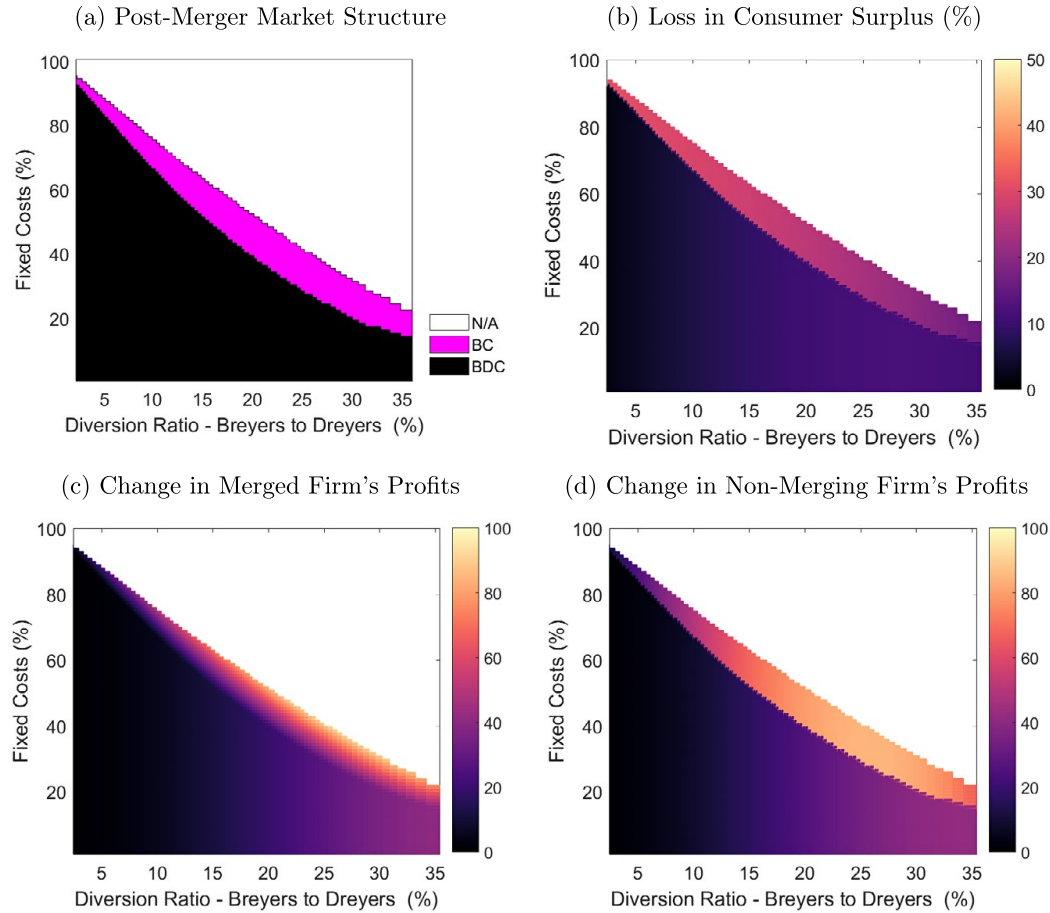 (a) Post-Merger Market Structure
100
80
60
40
20
Fixed Costs (%)
5 10 15 20 25 30 35
Diversion Ratio - Breyers to Dreyers (%)
N/A
BC
BDC
(b) Loss in Consumer Surplus (%)
100
80
60
40
20
Fixed Costs (%)
5 10 15 20 25 30 35
Diversion Ratio - Breyers to Dreyers (%)
50
40
30
20
10
0
(c) Change in Merged Firm's Profits
100
80
60
40
20
Fixed Costs (%)
5 10 15 20 25 30 35
Diversion Ratio - Breyers to Dreyers (%)
100
80
60
40
20
0
(d) Change in Non-Merging Firm's Profits
100
80
60
40
20
Fixed Costs (%)
5 10 15 20 25 30 35
Diversion Ratio - Breyers to Dreyers (%)
100
80
60
40
20
0